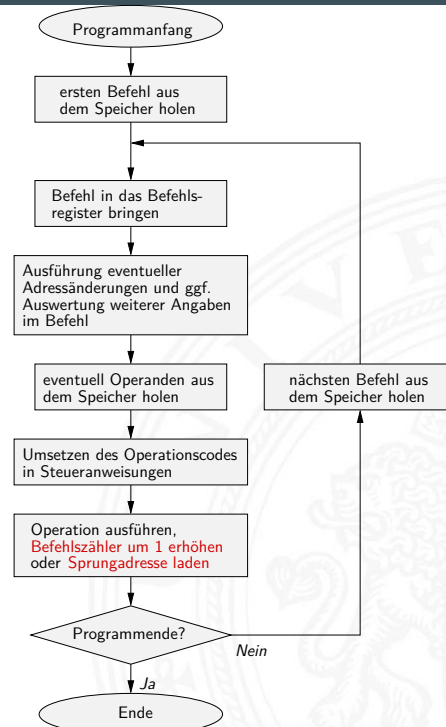 Programmanfang
ersten Befehl aus
dem Speicher holen
Befehl in das Befehls-
register bringen
Ausführung eventueller
Adressänderungen und ggf.
Auswertung weiterer Angaben
im Befehl
eventuell Operanden aus
dem Speicher holen
nächsten Befehl aus
dem Speicher holen
Umsetzen des Operationscodes
in Steueranweisungen
Operation ausführen,
Befehlszähler um 1 erhöhen
oder Sprungadresse laden
Programmende?
Nein
Ja
Ende